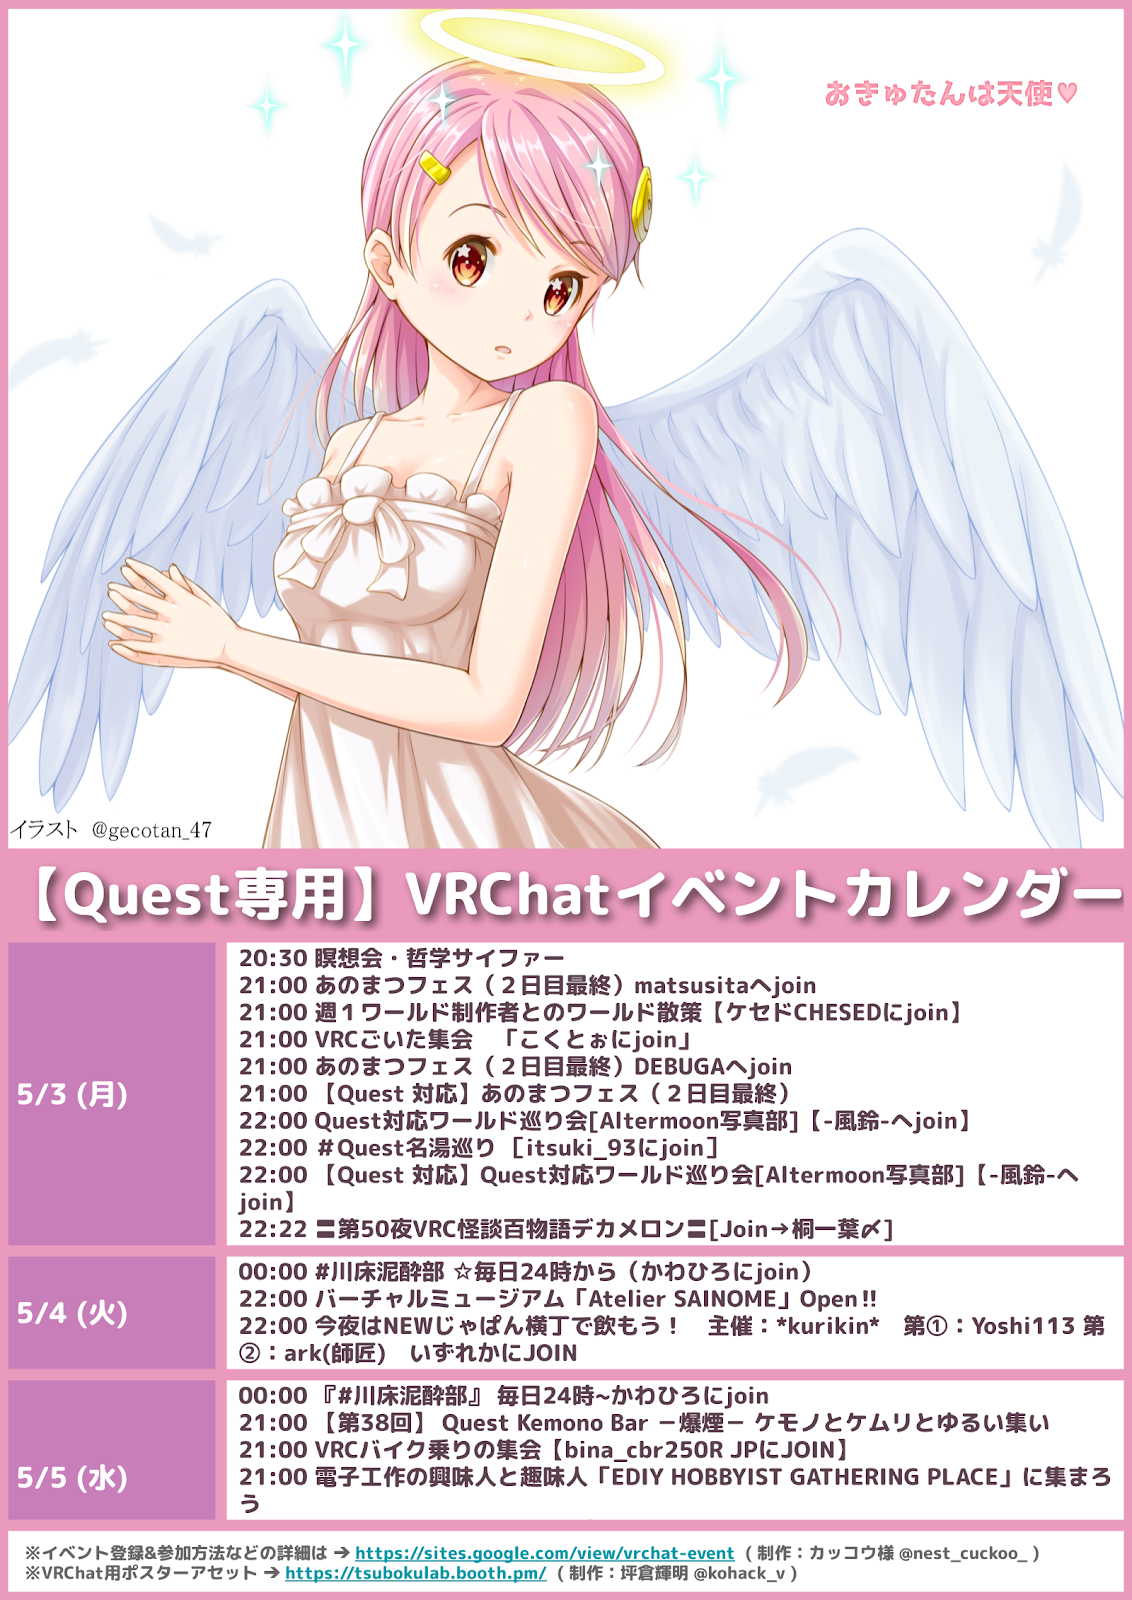 おきゅたんは天使♥
イラスト @gecotan_47
【Quest専用】VRChatイベントカレンダー
5/3 (月)
20:30 瞑想会・哲学サイファー
21:00 あのまつフェス（２日目最終）matsusitaへjoin
21:00 週１ワールド制作者とのワールド散策【ケセドCHESEDにjoin】
21:00 VRCごいた集会　「こくとぉにjoin」
21:00 あのまつフェス（２日目最終）DEBUGAへjoin
21:00 【Quest 対応】あのまつフェス（２日目最終）
22:00 Quest対応ワールド巡り会[Altermoon写真部]【-風鈴-へjoin】
22:00 ＃Quest名湯巡り［itsuki_93にjoin］
22:00 【Quest 対応】Quest対応ワールド巡り会[Altermoon写真部]【-風鈴-へ
join】
22:22 〓第50夜VRC怪談百物語デカメロン〓[Join→桐一葉〆]
5/4 (火)
00:00 #川床泥酔部 ☆毎日24時から（かわひろにjoin）
22:00 バーチャルミュージアム「Atelier SAINOME」Open!!
22:00 今夜はNEWじゃぱん横丁で飲もう！　主催：*kurikin*　第①：Yoshi113 第
②：ark(師匠)　いずれかにJOIN
5/5 (水)
00:00 『#川床泥酔部』 毎日24時~かわひろにjoin
21:00 【第38回】 Quest Kemono Bar －爆煙－ ケモノとケムリとゆるい集い
21:00 VRCバイク乗りの集会【bina_cbr250R JPにJOIN】
21:00 電子工作の興味人と趣味人「EDIY HOBBYIST GATHERING PLACE」に集まろ
う
※イベント登録&参加方法などの詳細は → https://sites.google.com/view/vrchat-event ( 制作：カッコウ様 @nest_cuckoo_ )
※VRChat用ポスターアセット → https://tsubokulab.booth.pm/ ( 制作：坪倉輝明 @kohack_v )